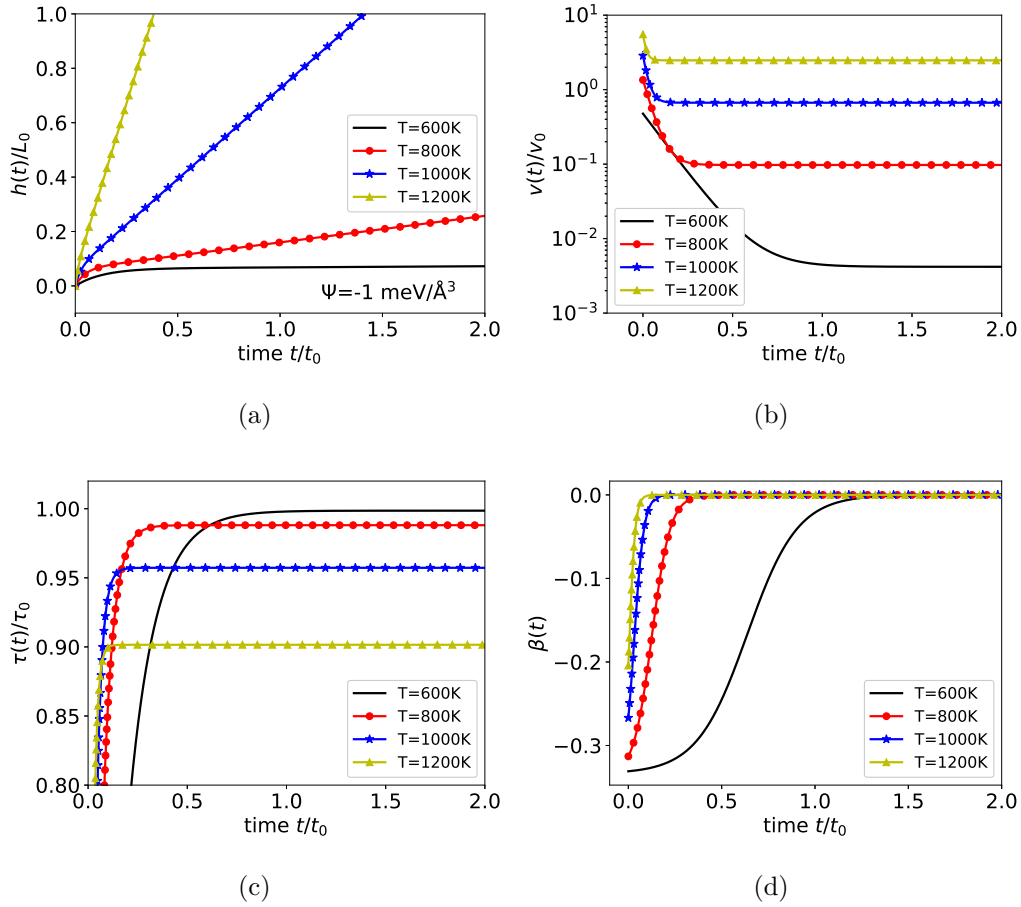 1.0
0.8
0.6
0.4
0.2
0.0
h(t)/L₀
T=600K
T=800K
T=1000K
T=1200K
Ψ=-1 meV/Å³
0.0 0.5 1.0 1.5 2.0
time t/t₀
(a)
10¹
10⁰
10⁻¹
10⁻²
10⁻³
v(t)/v₀
T=600K
T=800K
T=1000K
T=1200K
0.0 0.5 1.0 1.5 2.0
time t/t₀
(b)
1.00
0.95
0.90
0.85
0.80
τ(t)/τ₀
T=600K
T=800K
T=1000K
T=1200K
0.0 0.5 1.0 1.5 2.0
time t/t₀
(c)
0.0
−0.1
−0.2
−0.3
β(t)
T=600K
T=800K
T=1000K
T=1200K
0.0 0.5 1.0 1.5 2.0
time t/t₀
(d)